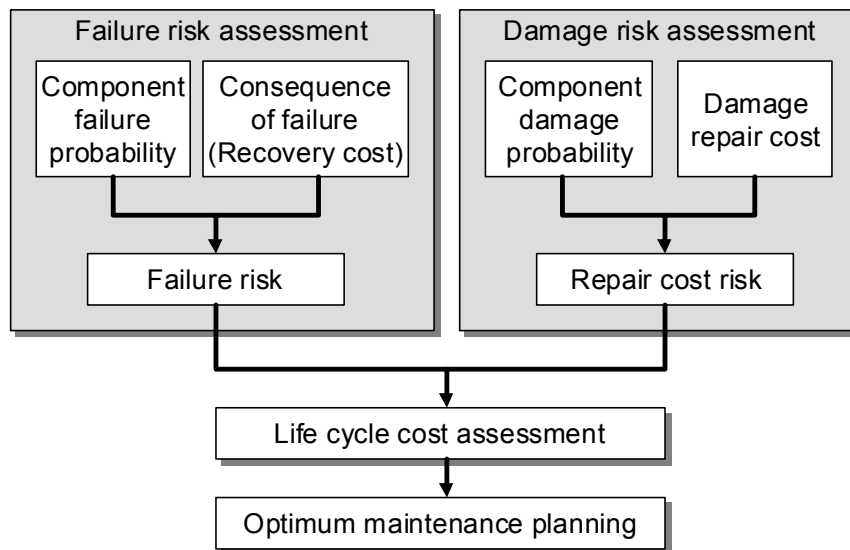 Failure risk assessment
Component
failure
probability
Consequence
of failure
(Recovery cost)
Failure risk
Damage risk assessment
Component
damage
probability
Damage
repair cost
Repair cost risk
Life cycle cost assessment
Optimum maintenance planning